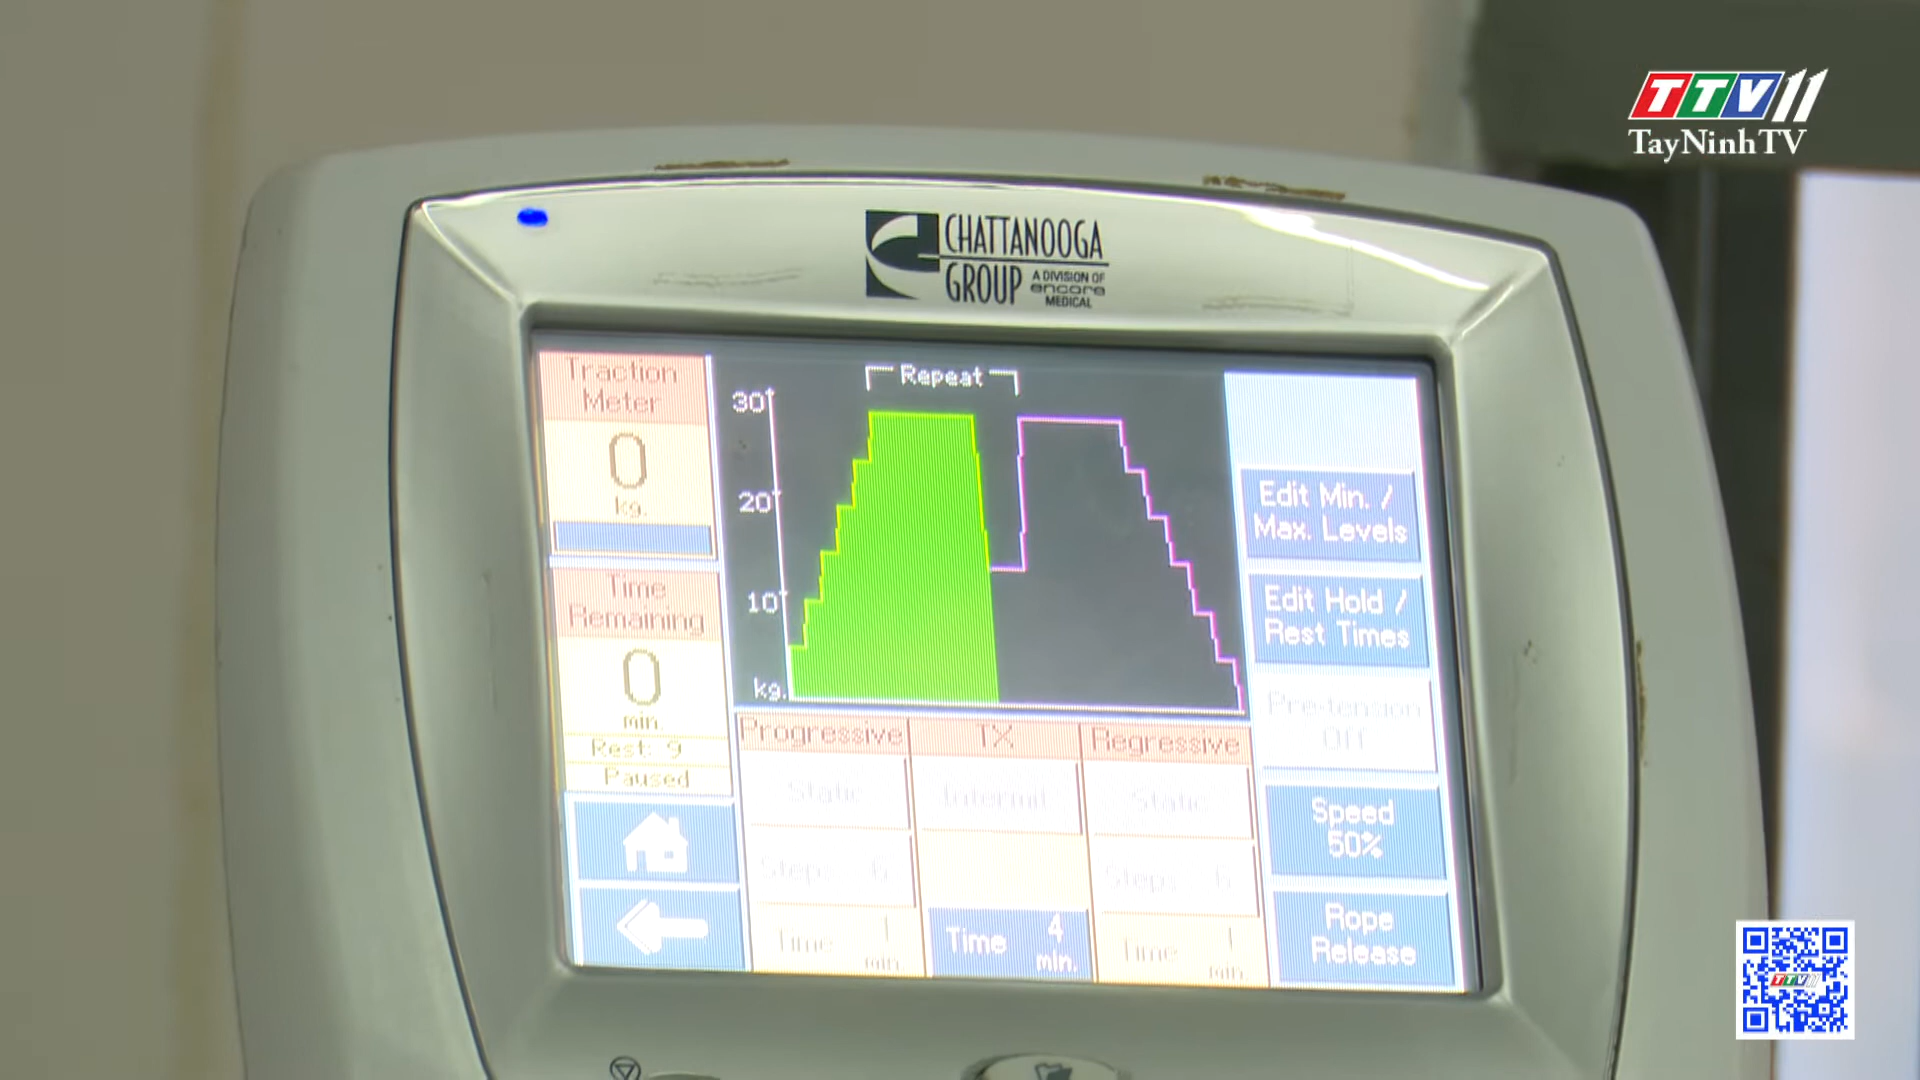 TTV11
TayNinhTV
CHATTANOOGA
GROUP
A DIVISION OF
encore
MEDICAL
Traction
Meter
0
kg.
Time
Remaining
0
min.
Rest: 9
Paused
Repeat
30
20
10
kg.
Progressive
TX
Regressive
Static
Intermit
Static
Steps 6
Steps 6
Time 1
min.
Time 4
min.
Time 1
min
Edit Min. /
Max. Levels
Edit Hold /
Rest Times
Pre-tension
Off
Speed
50%
Rope
Release
TTV11